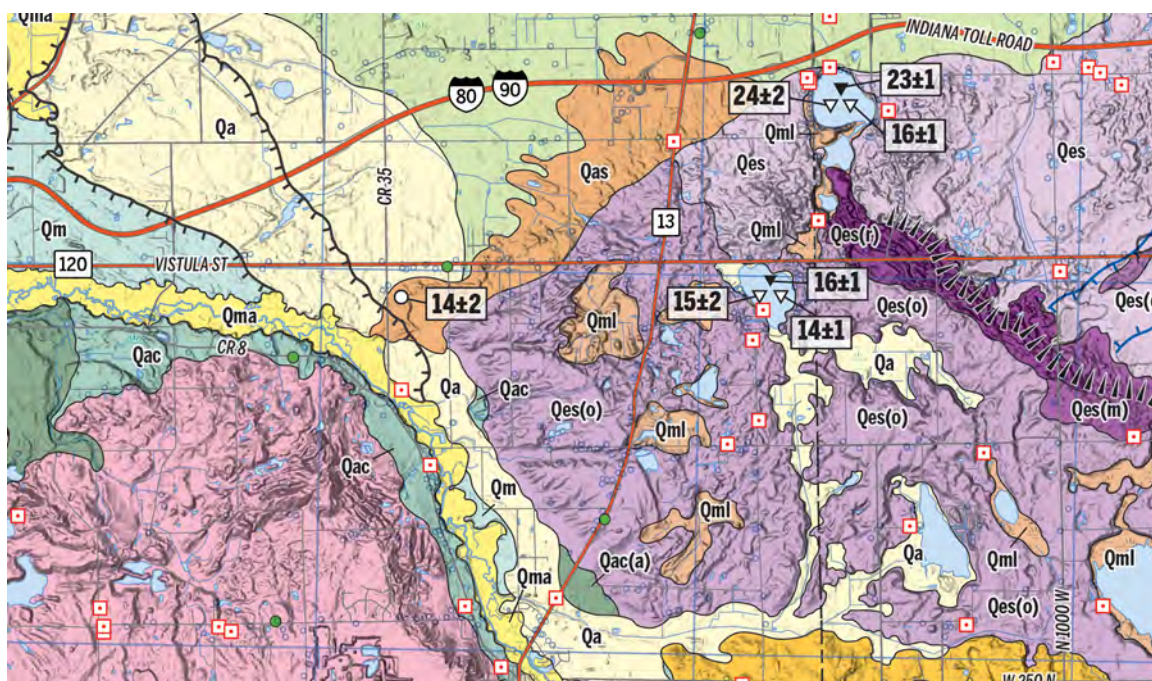 Qma
INDIANA TOLL ROAD
80
90
23±1
24±2
Qa
Qml
16±1
Qas
Qes
Qes
CR 35
13
Qm
Qml
Qes(r)
120
VISTULA ST
16±1
14±2
15±2
Qes(o)
Qes(
Qma
Qml
14±1
Qac
CR 8
Qa
Qa
Qac
Qes(o)
Qes(o)
Qes(m)
Qml
Qac
Qm
Qml
Qac(a)
Qa
Qml
Qml
Qma
Qes(o)
Qa
N 1000 W
W 250 N